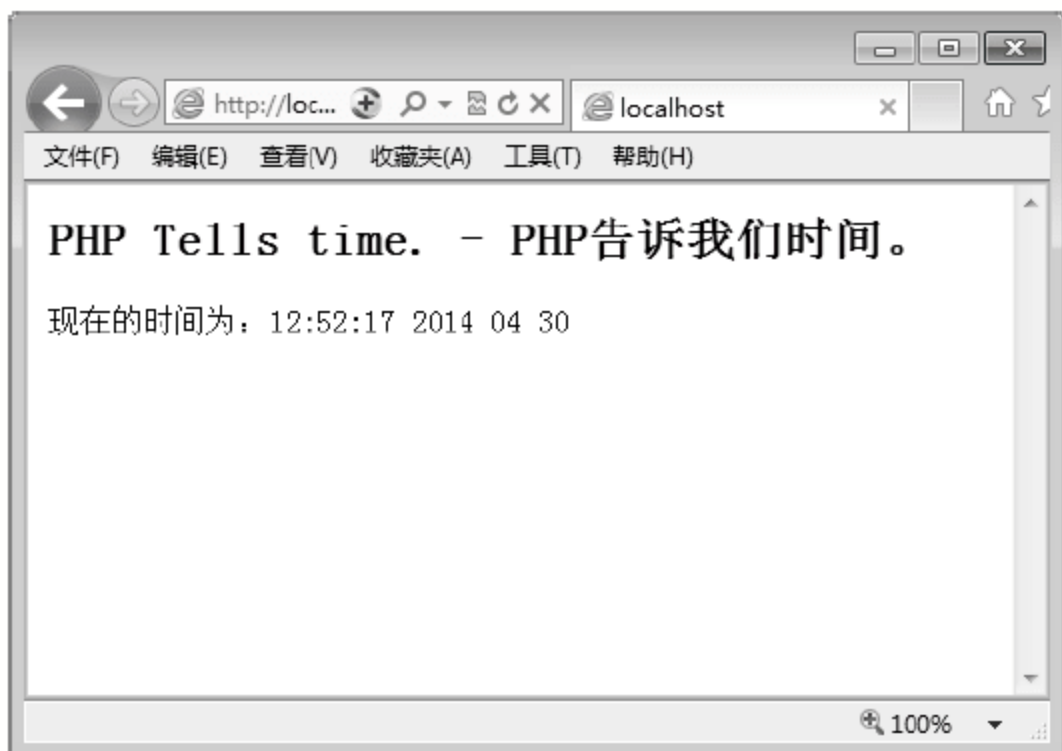 http://loc...
localhost
文件(F) 编辑(E) 查看(V) 收藏夹(A) 工具(T) 帮助(H)
PHP Tells time. - PHP告诉我们时间。
现在的时间为：12:52:17 2014 04 30
100%